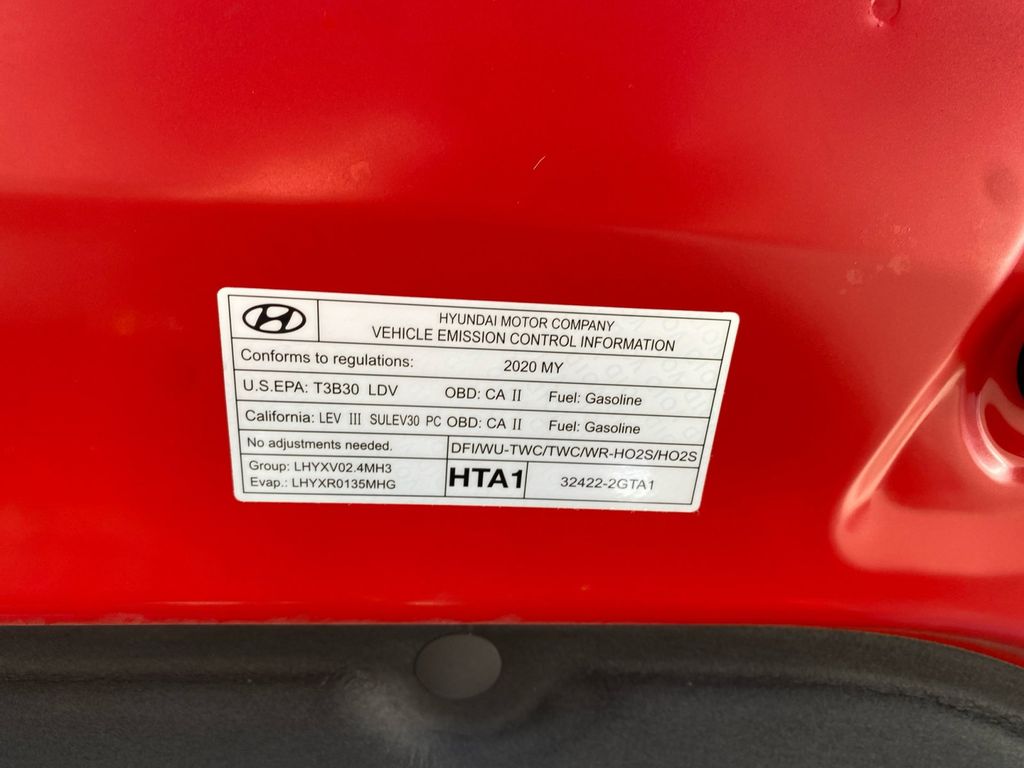 HYUNDAI MOTOR COMPANY
VEHICLE EMISSION CONTROL INFORMATION
Conforms to regulations: 2020 MY
U.S.EPA: T3B30 LDV OBD: CA II Fuel: Gasoline
California: LEV III SULEV30 PC OBD: CA II Fuel: Gasoline
No adjustments needed. DFI/WU-TWC/TWC/WR-HO2S/HO2S
Group: LHYXV02.4MH3
Evap.: LHYXR0135MHG
HTA1
32422-2GTA1